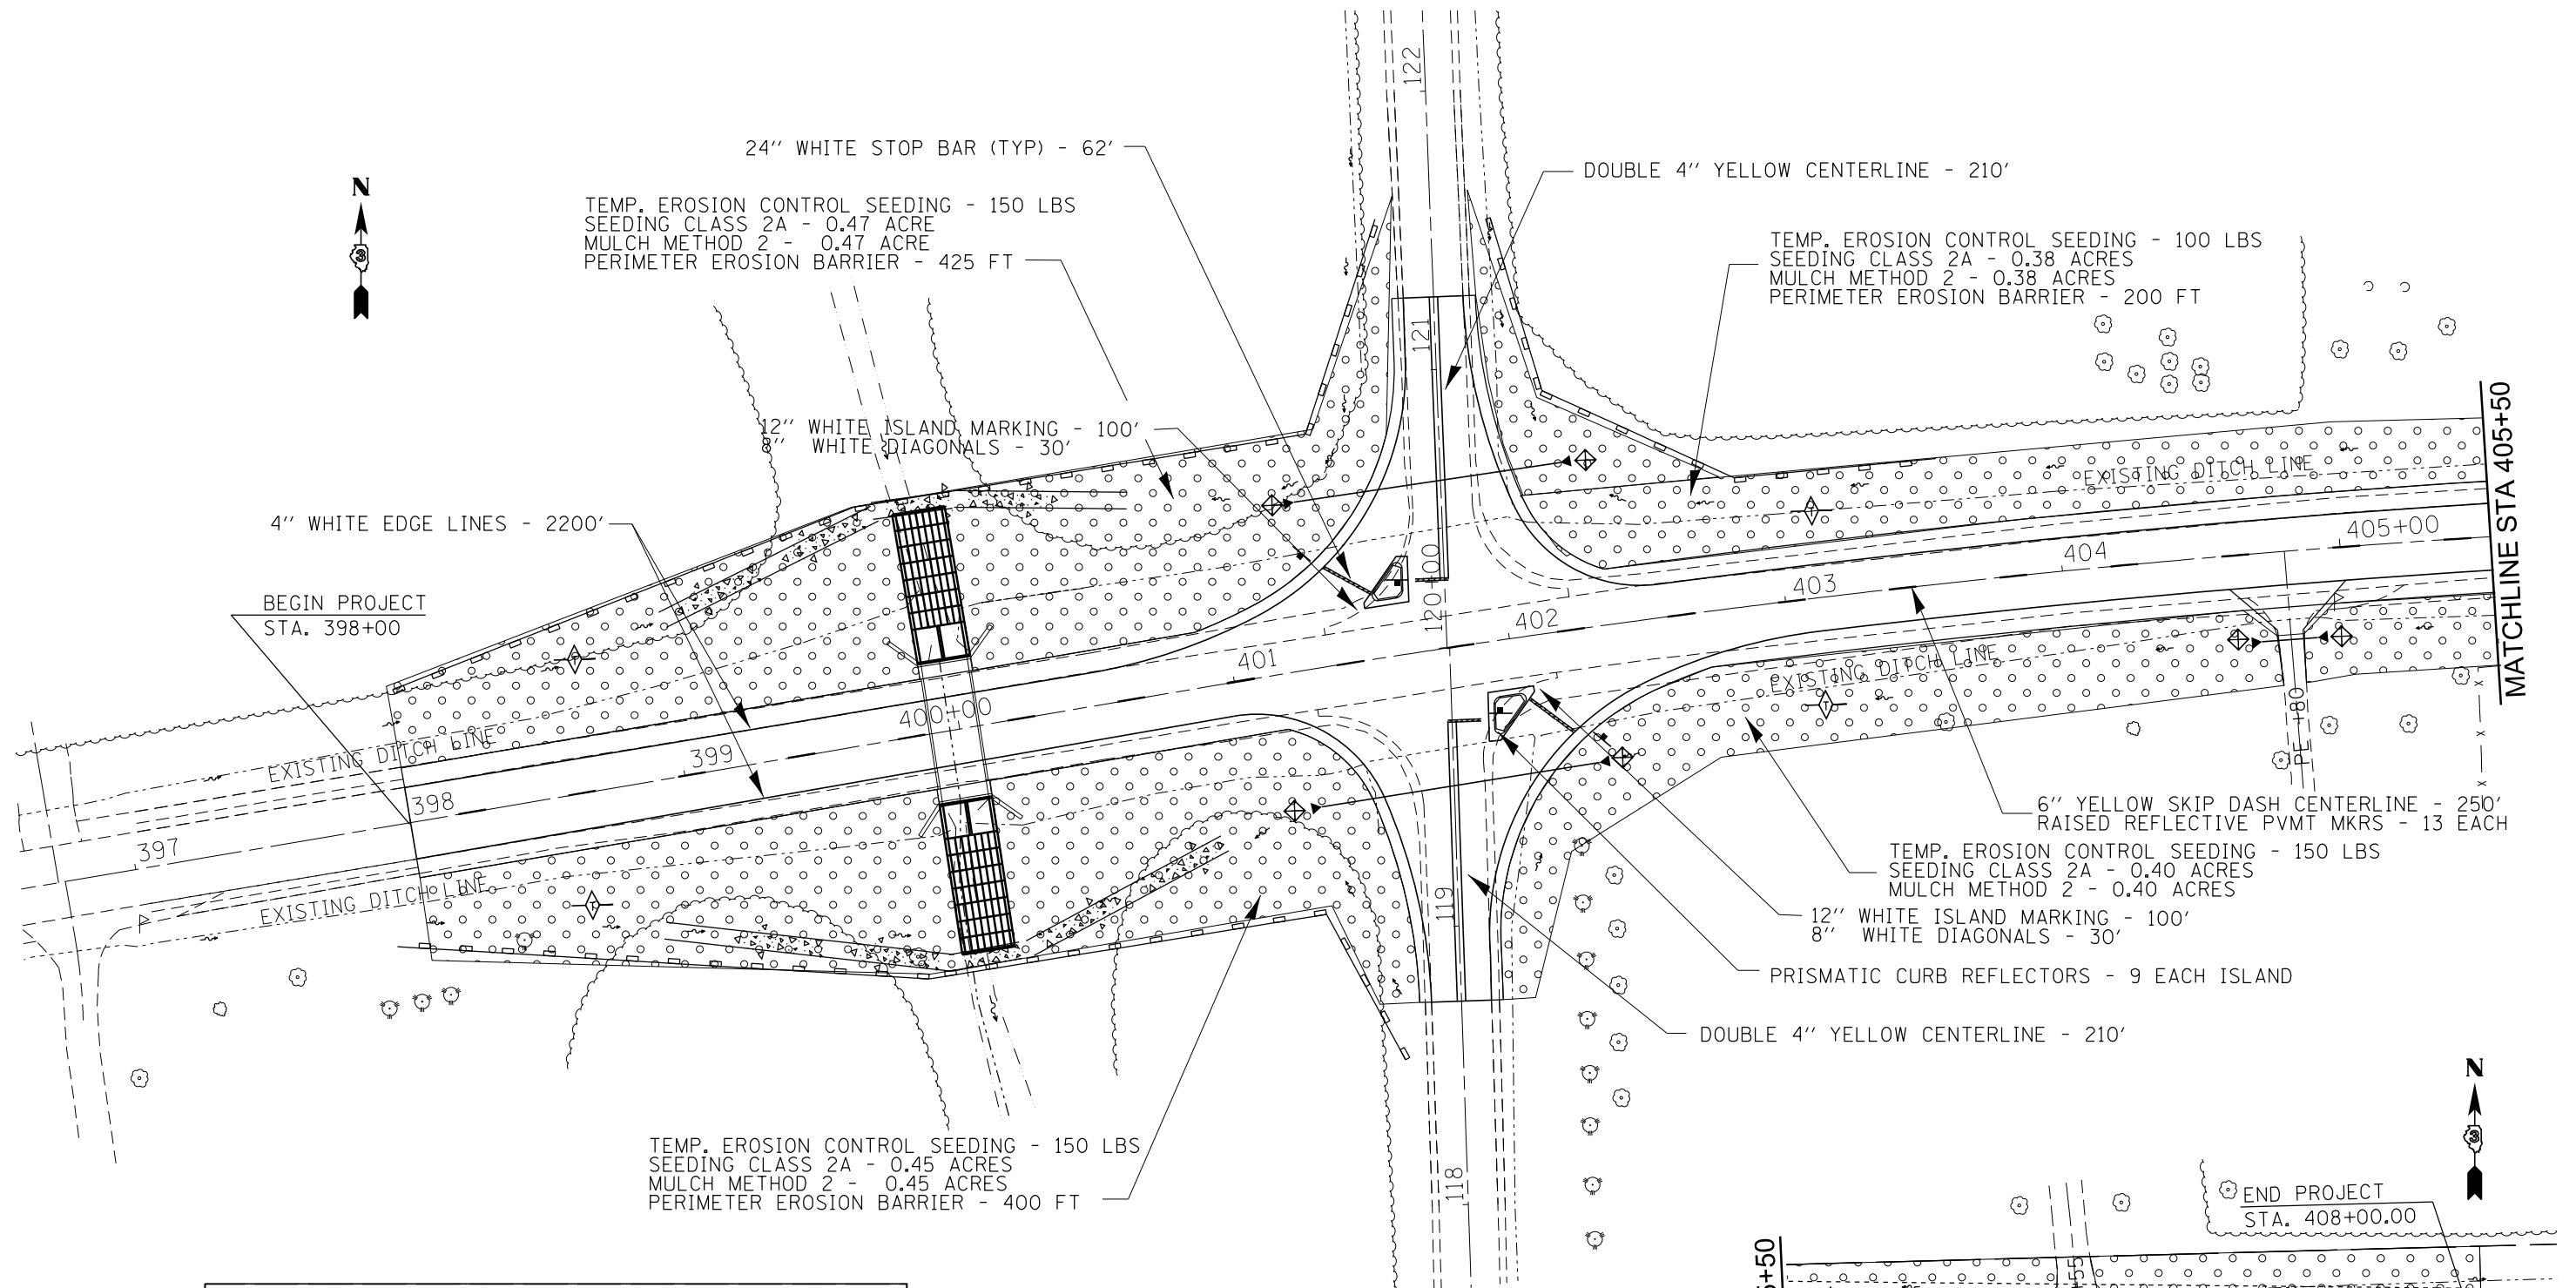 122
24'' WHITE STOP BAR (TYP) - 62'
DOUBLE 4'' YELLOW CENTERLINE - 210'
N
3
TEMP. EROSION CONTROL SEEDING - 150 LBS
SEEDING CLASS 2A - 0.47 ACRE
MULCH METHOD 2 - 0.47 ACRE
PERIMETER EROSION BARRIER - 425 FT
TEMP. EROSION CONTROL SEEDING - 100 LBS
SEEDING CLASS 2A - 0.38 ACRES
MULCH METHOD 2 - 0.38 ACRES
PERIMETER EROSION BARRIER - 200 FT
121
12'' WHITE ISLAND MARKING - 100'
8'' WHITE DIAGONALS - 30'
MATCHLINE STA 405+50
EXISTING DITCH LINE
4'' WHITE EDGE LINES - 2200'
405+00
404
403
402
401
400+00
399
398
397
120+00
BEGIN PROJECT
STA. 398+00
EXISTING DITCH LINE
EXISTING DITCH LINE
EXISTING DITCH LINE
T
T
T
T
PE +80
6'' YELLOW SKIP DASH CENTERLINE - 250'
RAISED REFLECTIVE PVMT MKRS - 13 EACH
TEMP. EROSION CONTROL SEEDING - 150 LBS
SEEDING CLASS 2A - 0.40 ACRES
MULCH METHOD 2 - 0.40 ACRES
119
12'' WHITE ISLAND MARKING - 100'
8'' WHITE DIAGONALS - 30'
PRISMATIC CURB REFLECTORS - 9 EACH ISLAND
DOUBLE 4'' YELLOW CENTERLINE - 210'
N
3
TEMP. EROSION CONTROL SEEDING - 150 LBS
SEEDING CLASS 2A - 0.45 ACRES
MULCH METHOD 2 - 0.45 ACRES
PERIMETER EROSION BARRIER - 400 FT
118
END PROJECT
STA. 408+00.00
5+50
+55